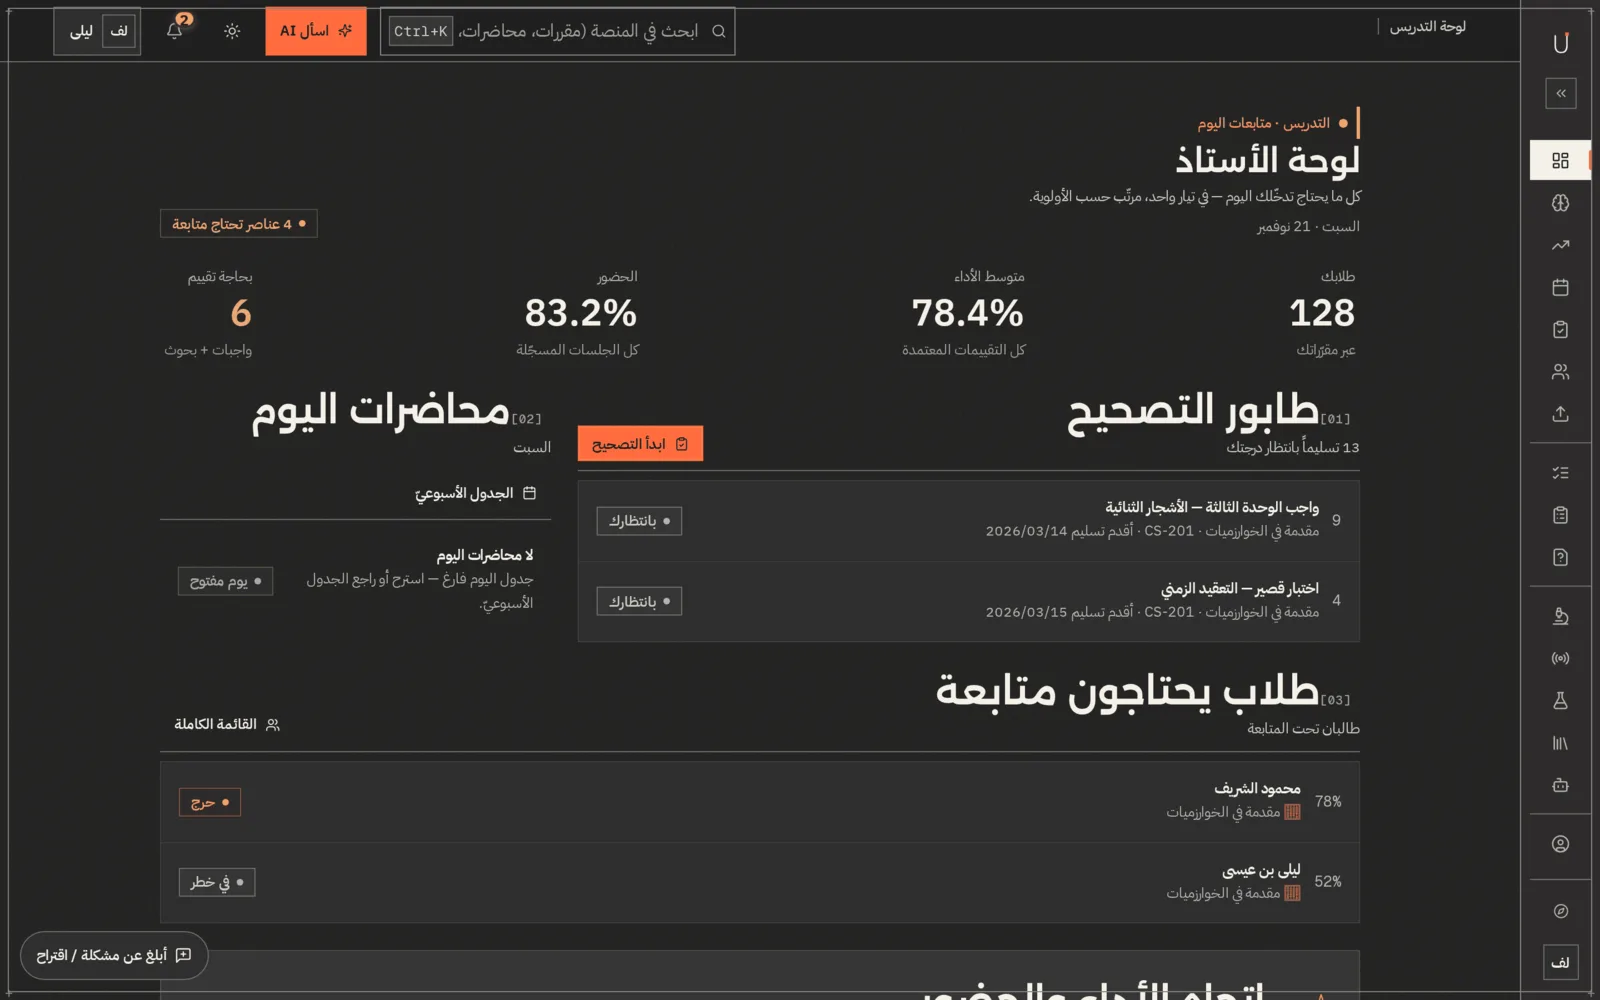 لوحة التدريس
ابحث في المنصة (مقررات، محاضرات، Ctrl+K
اسأل AI
2
لف ليلى
التدريس · متابعات اليوم
لوحة الأستاذ
كل ما يحتاج تدخّلك اليوم — في تيار واحد، مرتّب حسب الأولوية.
السبت · 21 نوفمبر
4 عناصر تحتاج متابعة
طلابك
128
عبر مقرّراتك
متوسط الأداء
78.4%
كل التقييمات المعتمدة
الحضور
83.2%
كل الجلسات المسجّلة
بحاجة تقييم
6
واجبات + بحوث
[01] طابور التصحيح
13 تسليماً بانتظار درجتك
ابدأ التصحيح
9
واجب الوحدة الثالثة — الأشجار الثنائية
مقدمة في الخوارزميات · CS-201 · أقدم تسليم 2026/03/14
بانتظارك
4
اختبار قصير — التعقيد الزمني
مقدمة في الخوارزميات · CS-201 · أقدم تسليم 2026/03/15
بانتظارك
[02] محاضرات اليوم
السبت
الجدول الأسبوعيّ
لا محاضرات اليوم
جدول اليوم فارغ — استرح أو راجع الجدول
الأسبوعيّ.
يوم مفتوح
[03] طلاب يحتاجون متابعة
طالبان تحت المتابعة
القائمة الكاملة
78%
محمود الشريف
مقدمة في الخوارزميات
حرج
52%
ليلى بن عيسى
مقدمة في الخوارزميات
في خطر
اتجاه الأداء والحضور
أبلغ عن مشكلة / اقتراح
لف